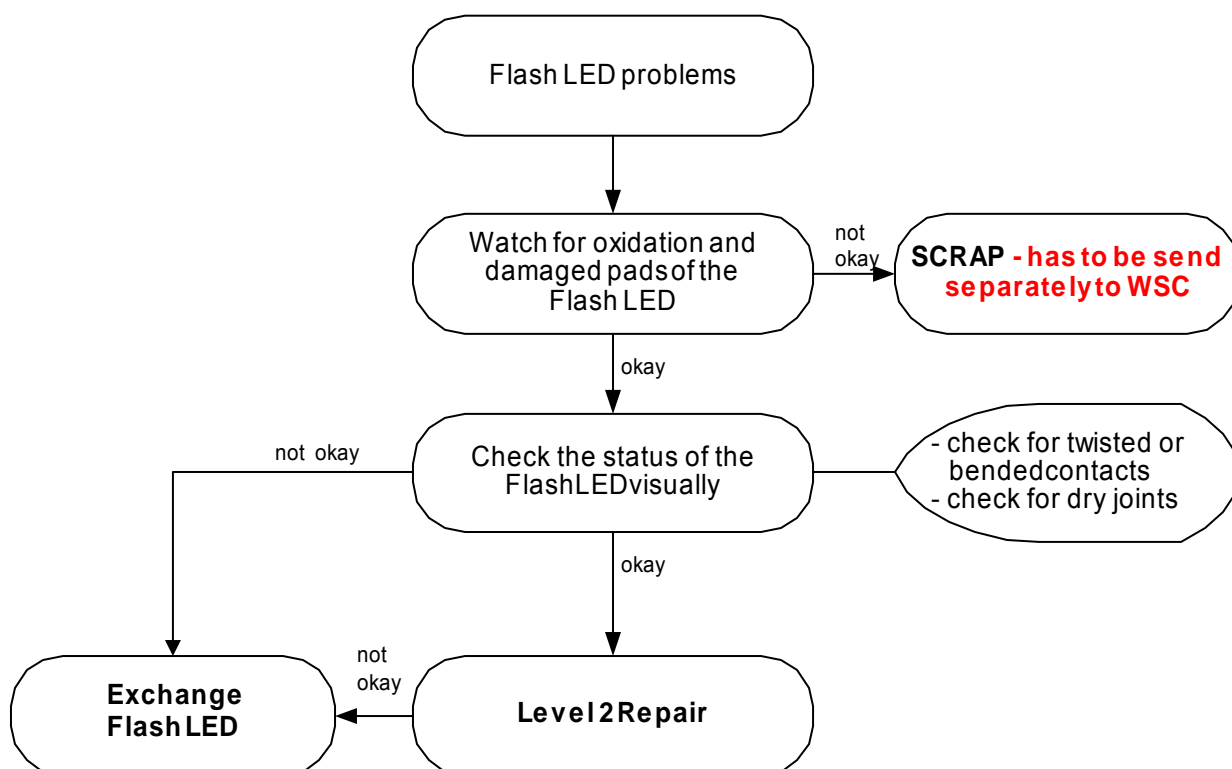 Flash LED problems
Watch for oxidation and
damaged pads of the
Flash LED
not
okay
SCRAP - has to be send
separately to WSC
okay
Check the status of the
FlashLEDvisually
not okay
- check for twisted or
bendedcontacts
- check for dry joints
okay
Exchange
Flash LED
not
okay
Level 2 Repair